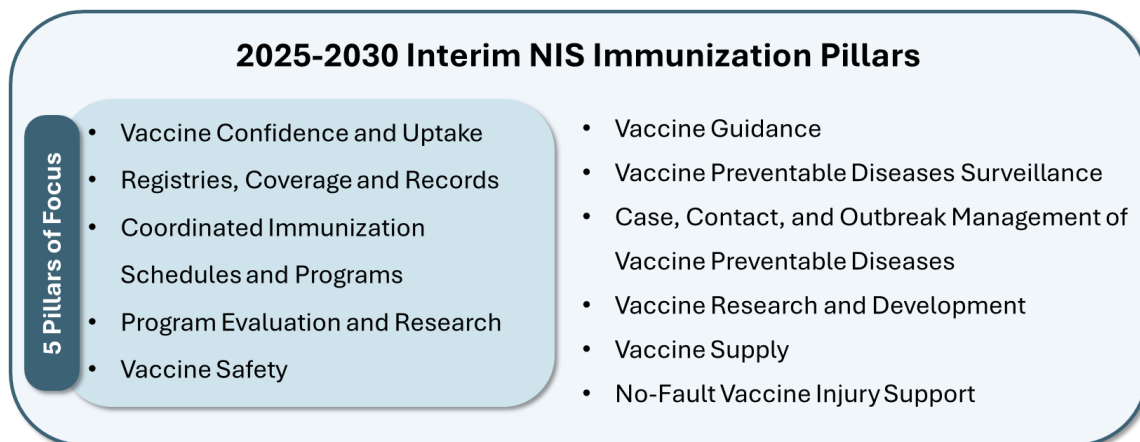 2025-2030 Interim NIS Immunization Pillars
5 Pillars of Focus
• Vaccine Confidence and Uptake
• Registries, Coverage and Records
• Coordinated Immunization
Schedules and Programs
• Program Evaluation and Research
• Vaccine Safety
• Vaccine Guidance
• Vaccine Preventable Diseases Surveillance
• Case, Contact, and Outbreak Management of
Vaccine Preventable Diseases
• Vaccine Research and Development
• Vaccine Supply
• No-Fault Vaccine Injury Support